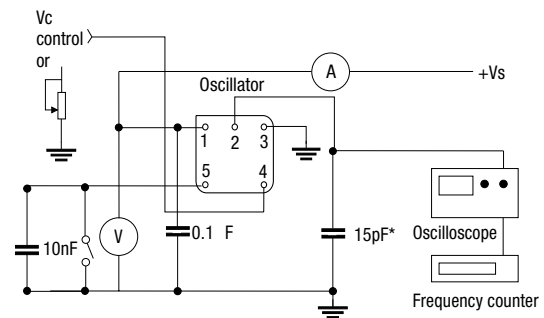 Vc
control
or
Oscillator
A
+Vs
1 2 3
5 4
10nF
V
0.1 F
15pF*
Oscilloscope
Frequency counter